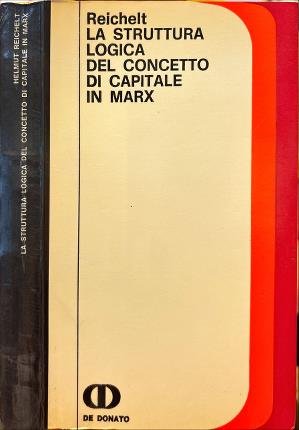 HELMUT REICHELT
LA STRUTTURA LOGICA DEL CONCETTO DI CAPITALE IN MARX
Reichelt
LA STRUTTURA
LOGICA
DEL CONCETTO
DI CAPITALE
IN MARX
DE DONATO